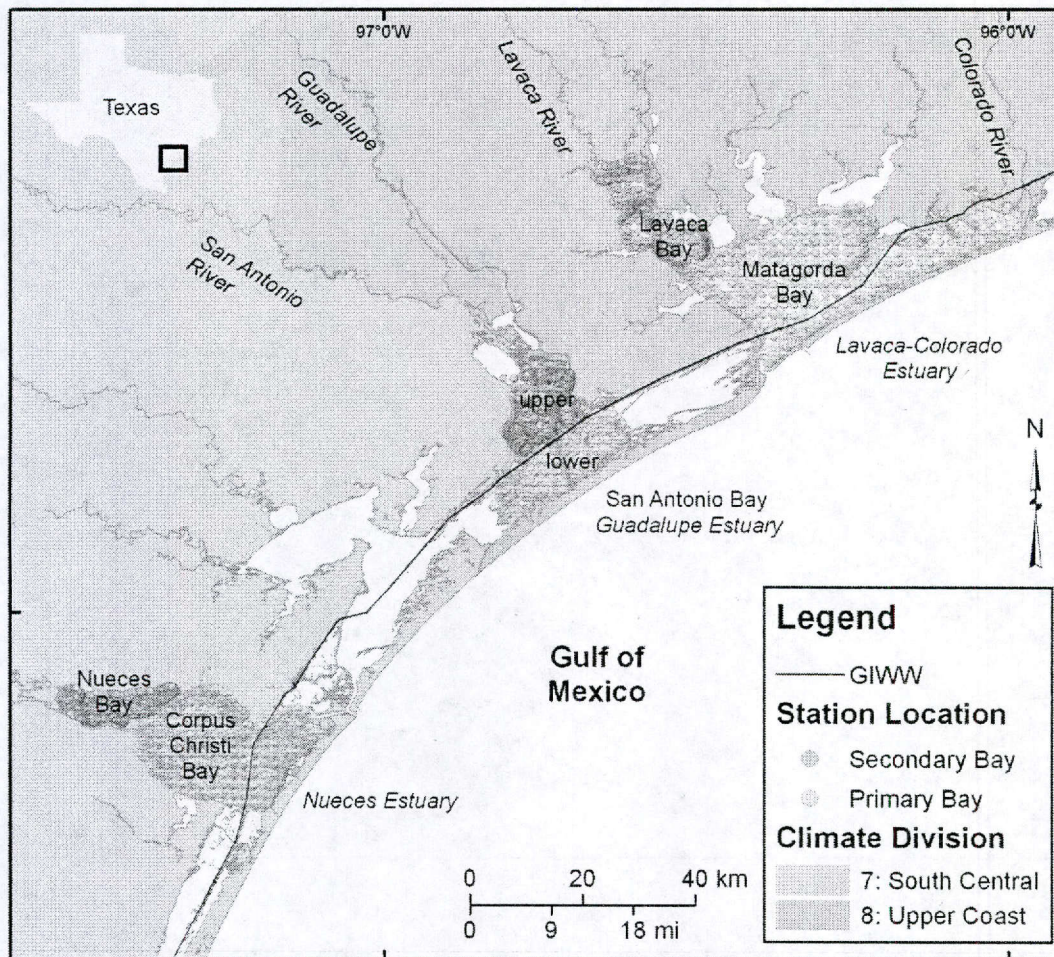 97°0'W
96°0'W
Texas
Guadalupe
River
Lavaca River
Colorado River
San Antonio
River
Lavaca
Bay
Matagorda
Bay
Lavaca-Colorado
Estuary
upper
lower
San Antonio Bay
Guadalupe Estuary
N
Gulf of
Mexico
Nueces
Bay
Corpus
Christi
Bay
Nueces Estuary
0 20 40 km
0 9 18 mi
Legend
GIWW
Station Location
Secondary Bay
Primary Bay
Climate Division
7: South Central
8: Upper Coast